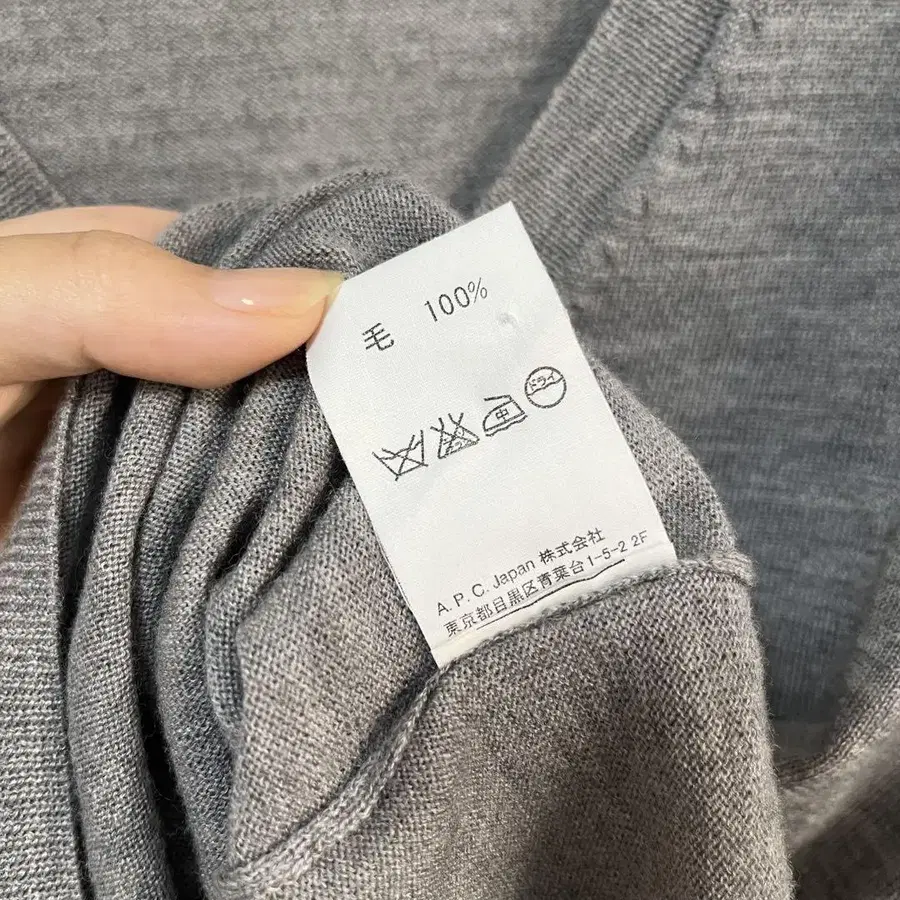 毛 100%
中 ドライ
A.P.C. Japan 株式会社
東京都目黒区青葉台1-5-2 2F